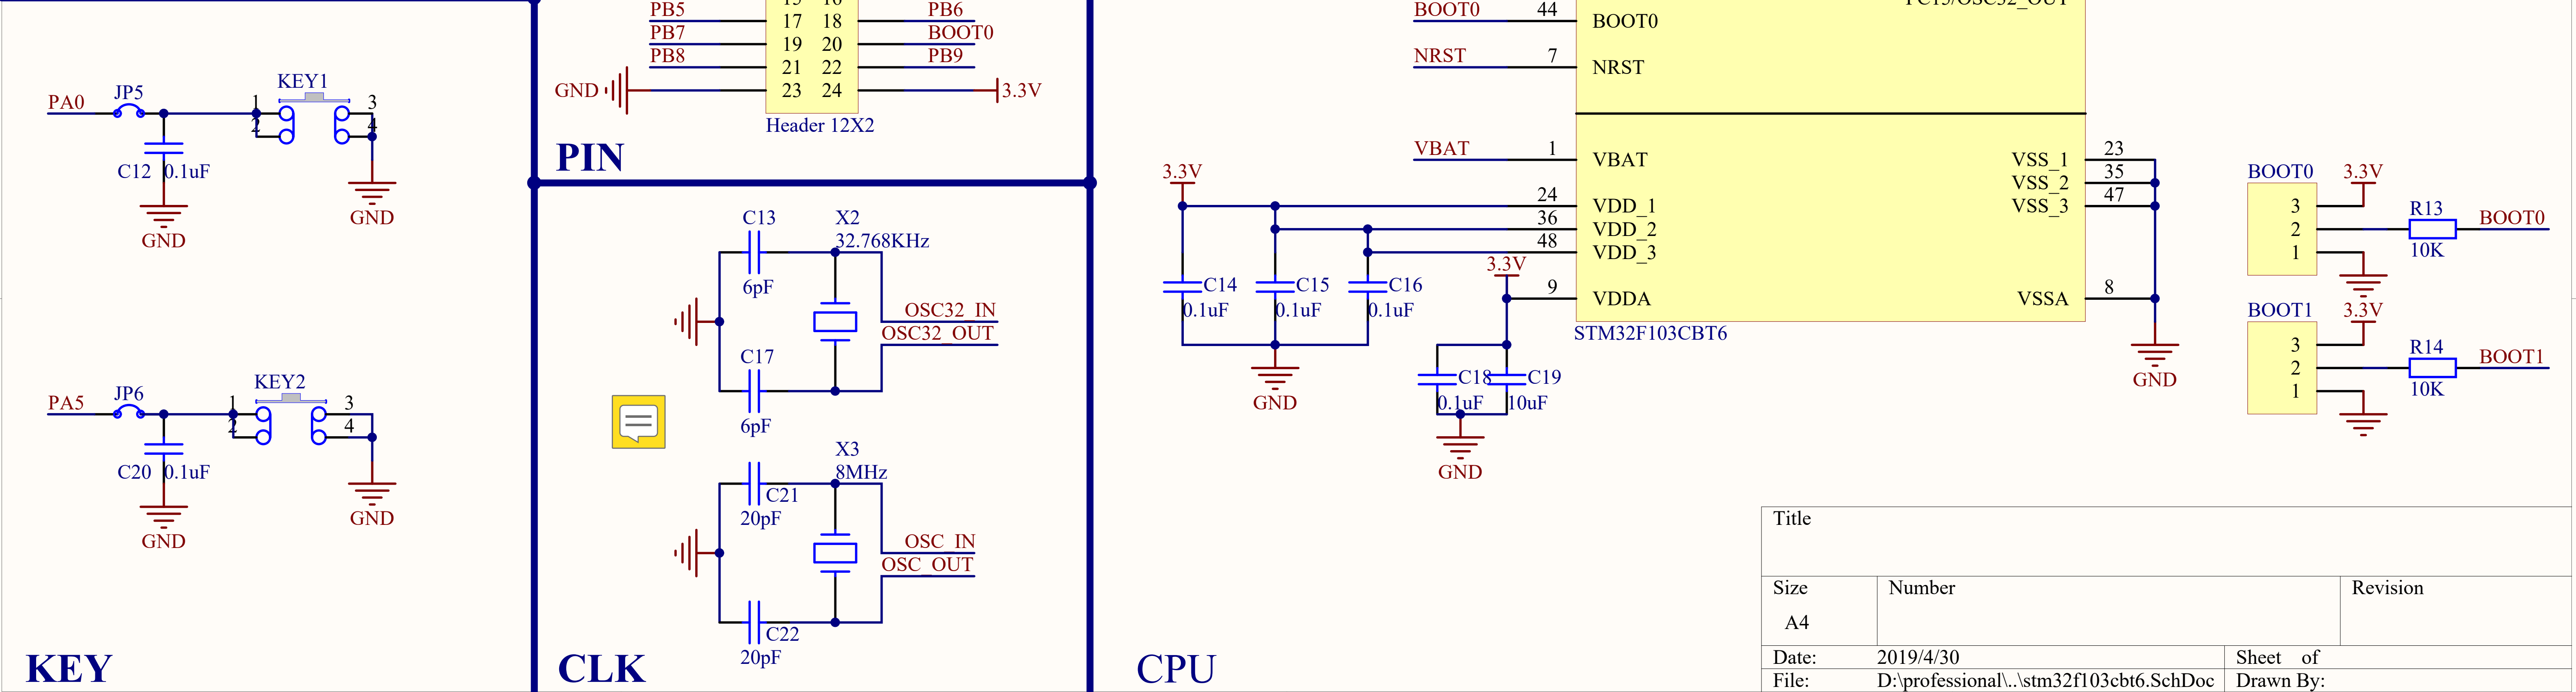 PA0
JP5
KEY1
1
2
3
4
C12
0.1uF
GND
GND
PA5
JP6
KEY2
1
2
3
4
C20
0.1uF
GND
GND
KEY
PB5
17 18
PB6
PB7
19 20
BOOT0
PB8
21 22
PB9
GND
23 24
3.3V
Header 12X2
PIN
C13
6pF
X2
32.768KHz
OSC32_IN
OSC32_OUT
C17
6pF
X3
8MHz
C21
20pF
OSC_IN
OSC_OUT
C22
20pF
CLK
BOOT0
44
BOOT0
NRST
7
NRST
VBAT
1
VBAT
3.3V
24
VDD_1
36
VDD_2
48
VDD_3
3.3V
9
VDDA
VSS_1
23
VSS_2
35
VSS_3
47
VSSA
8
GND
STM32F103CBT6
C14
0.1uF
C15
0.1uF
C16
0.1uF
GND
C18
0.1uF
C19
10uF
GND
BOOT0
3.3V
3
2
1
R13
10K
BOOT0
BOOT1
3.3V
3
2
1
R14
10K
BOOT1
CPU
Title
Size
A4
Number
Revision
Date:
2019/4/30
Sheet of
File:
D:\professional\..\stm32f103cbt6.SchDoc
Drawn By: